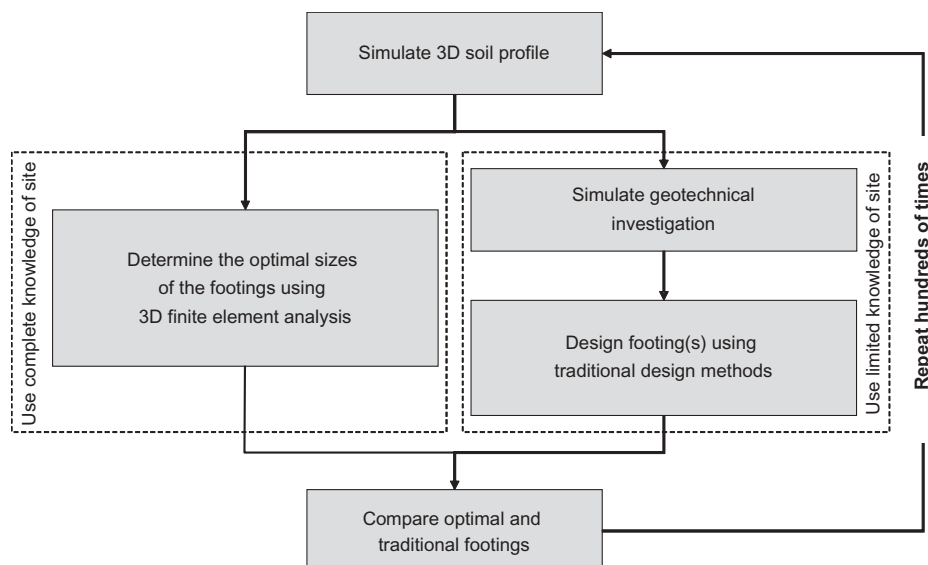 Simulate 3D soil profile
Use complete knowledge of site
Determine the optimal sizes
of the footings using
3D finite element analysis
Simulate geotechnical
investigation
Design footing(s) using
traditional design methods
Use limited knowledge of site
Repeat hundreds of times
Compare optimal and
traditional footings